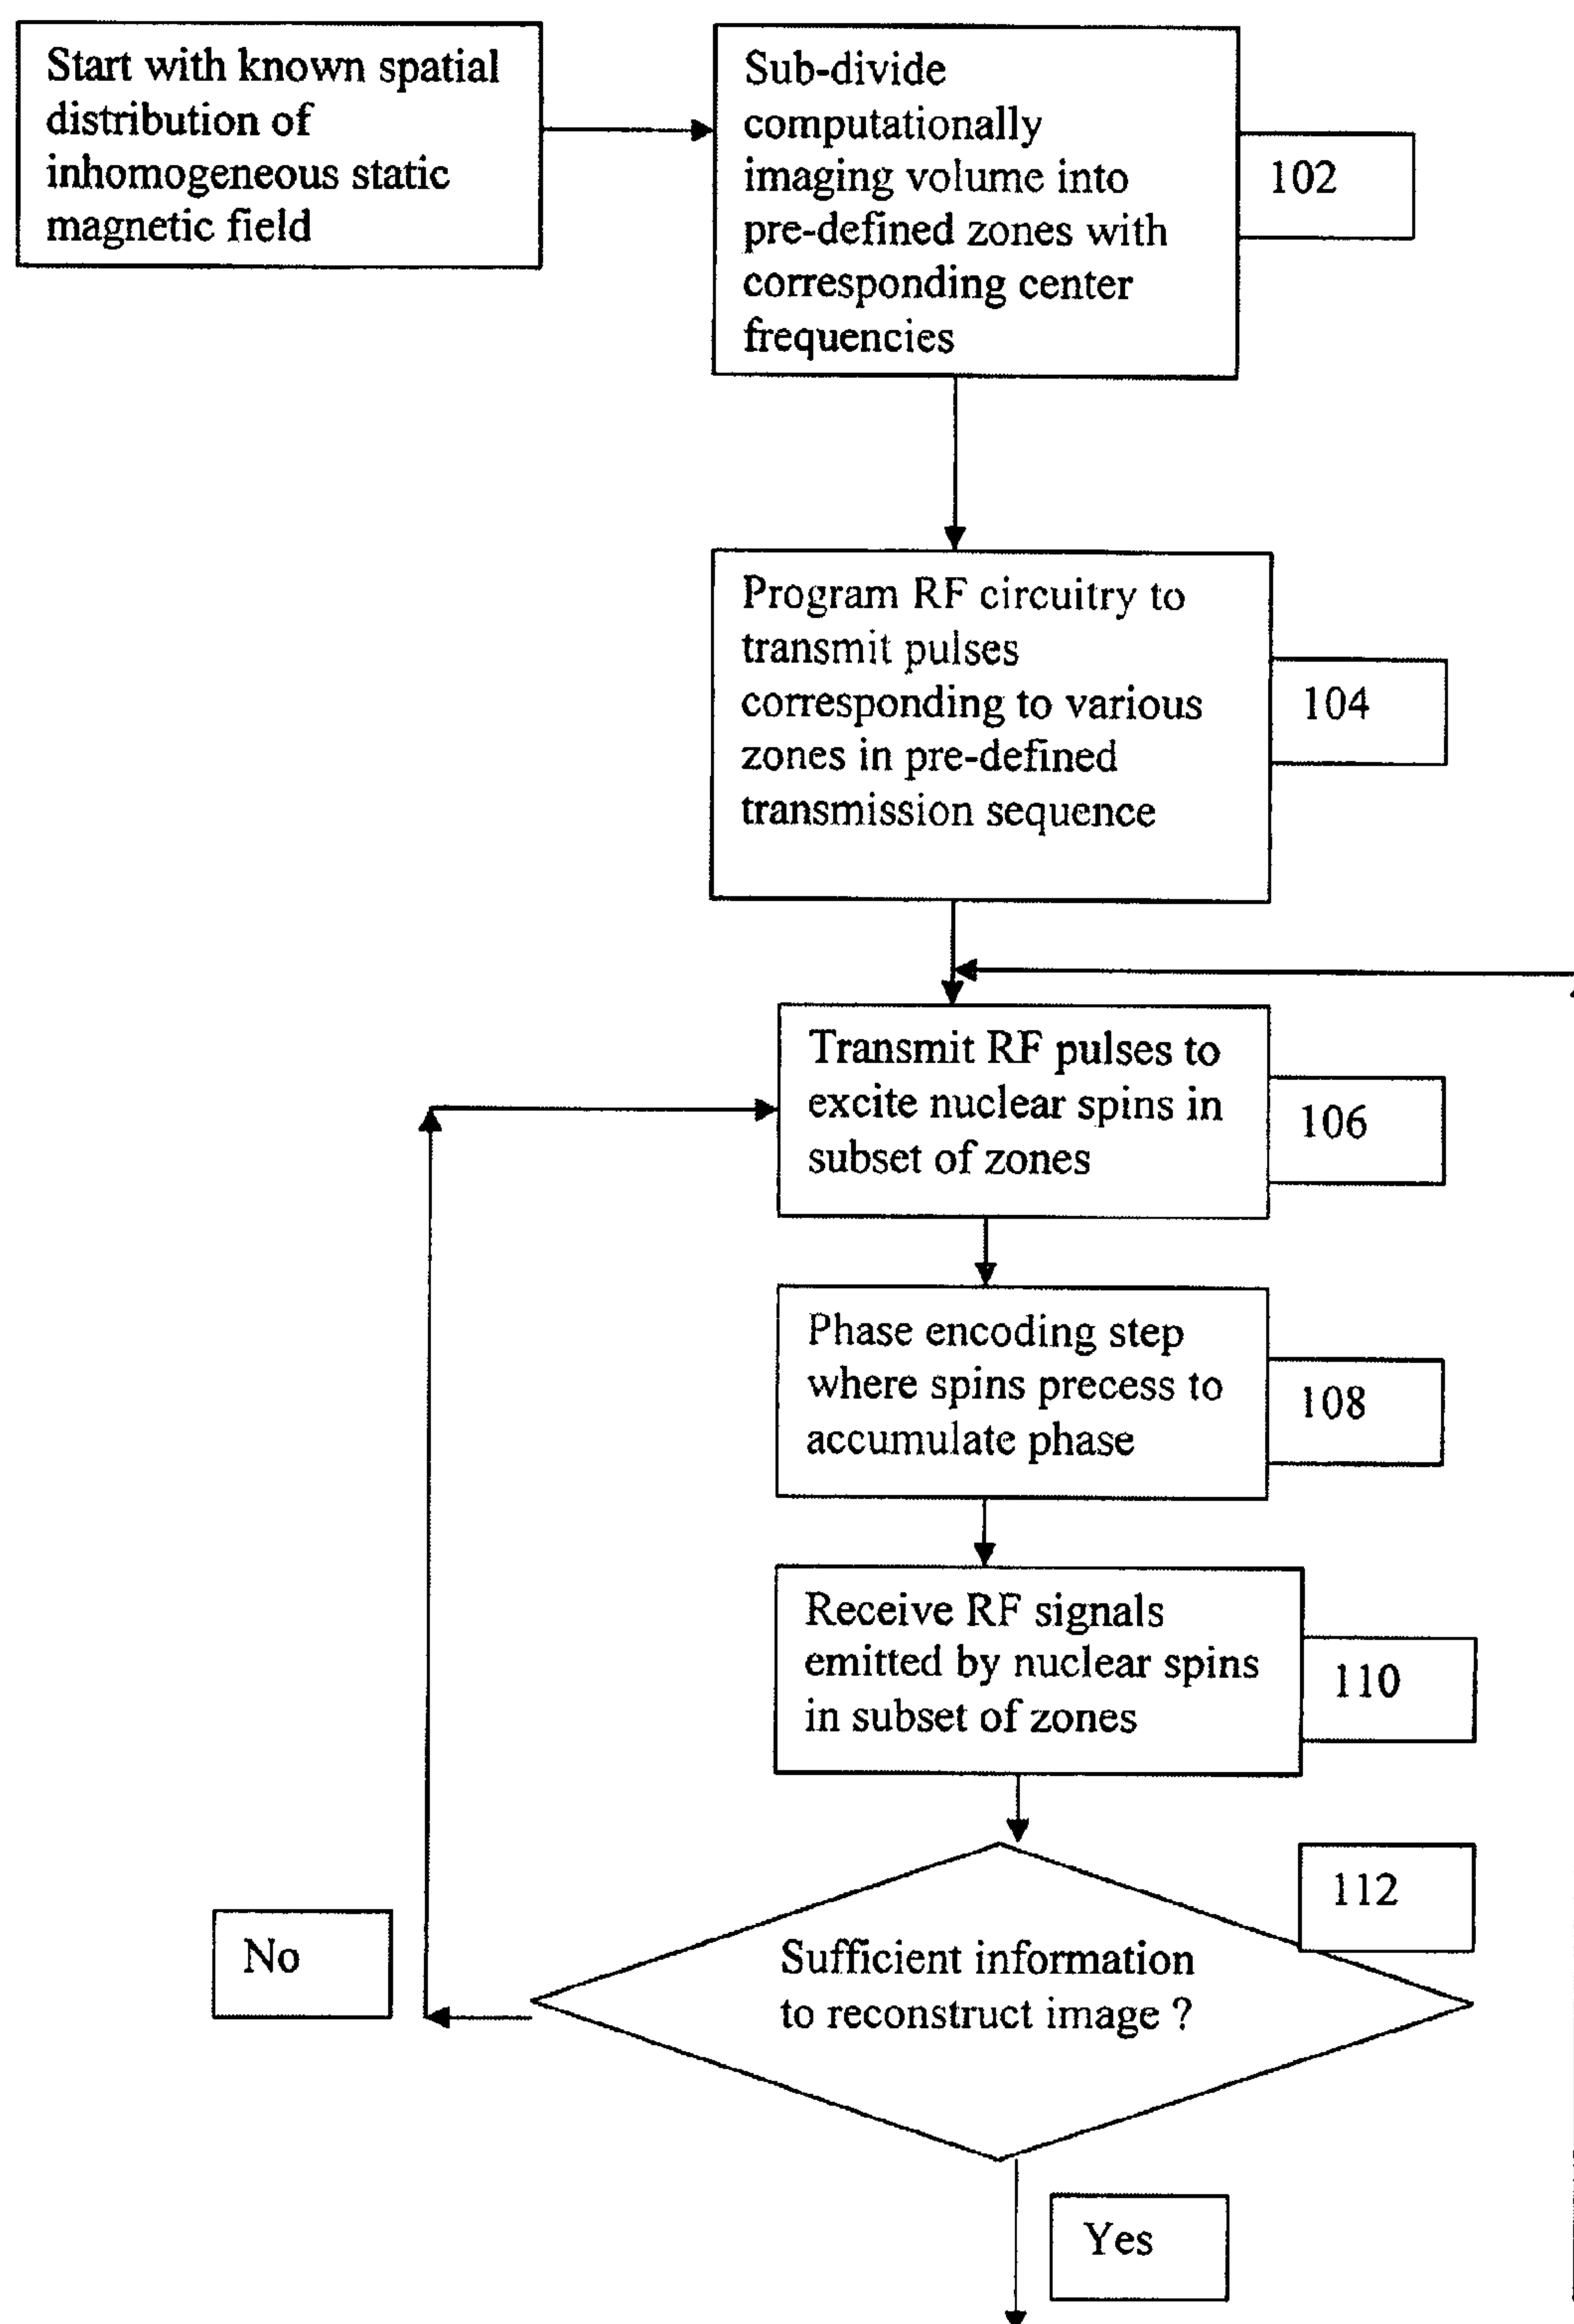 Start with known spatial
distribution of
inhomogeneous static
magnetic field
Sub-divide
computationally
imaging volume into
pre-defined zones with
corresponding center
frequencies
102
Program RF circuitry to
transmit pulses
corresponding to various
zones in pre-defined
transmission sequence
104
Transmit RF pulses to
excite nuclear spins in
subset of zones
106
Phase encoding step
where spins precess to
accumulate phase
108
Receive RF signals
emitted by nuclear spins
in subset of zones
110
112
Sufficient information
to reconstruct image ?
No
Yes